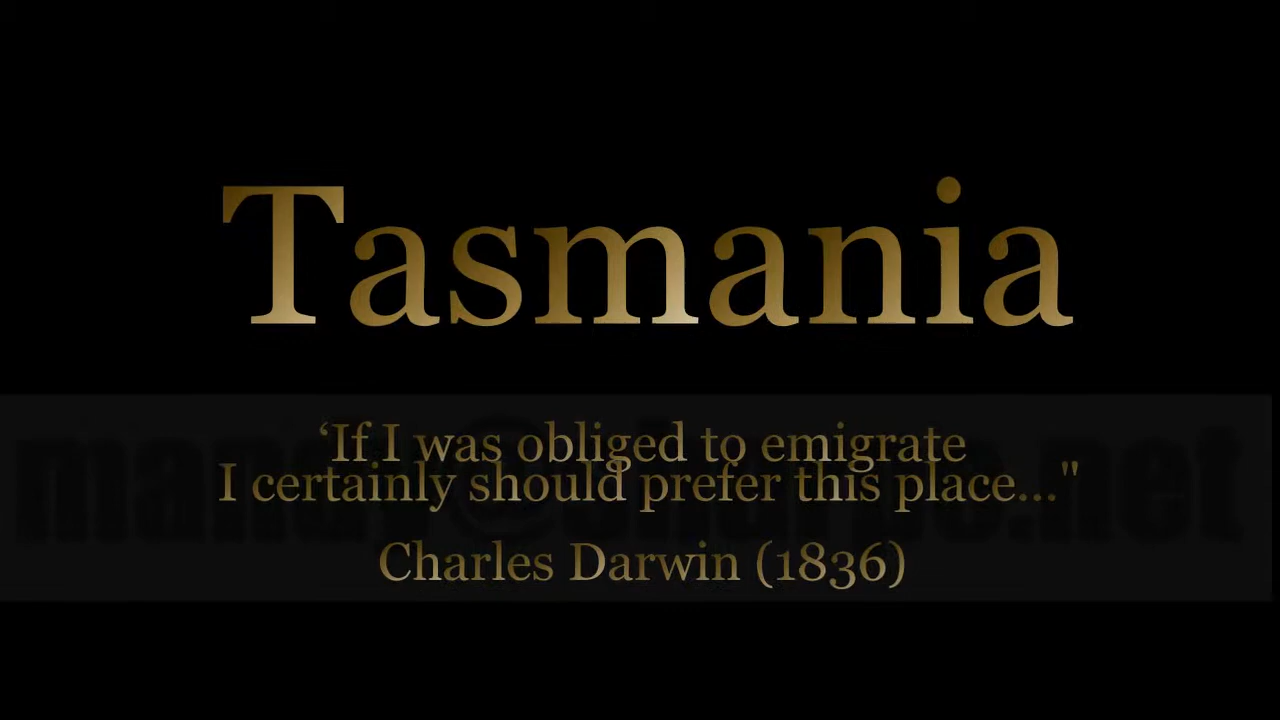 Tasmania
‘If I was obliged to emigrate
I certainly should prefer this place..."
Charles Darwin (1836)